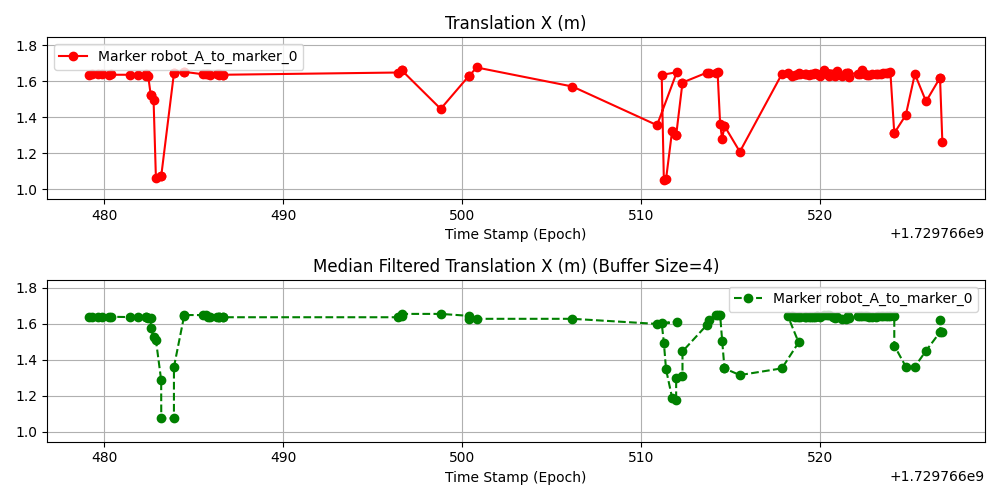 Translation X (m)
1.8
1.6
1.4
1.2
1.0
Marker robot_A_to_marker_0
480
490
500
510
520
Time Stamp (Epoch)
+1.729766e9
Median Filtered Translation X (m) (Buffer Size=4)
1.8
1.6
1.4
1.2
1.0
Marker robot_A_to_marker_0
480
490
500
510
520
Time Stamp (Epoch)
+1.729766e9